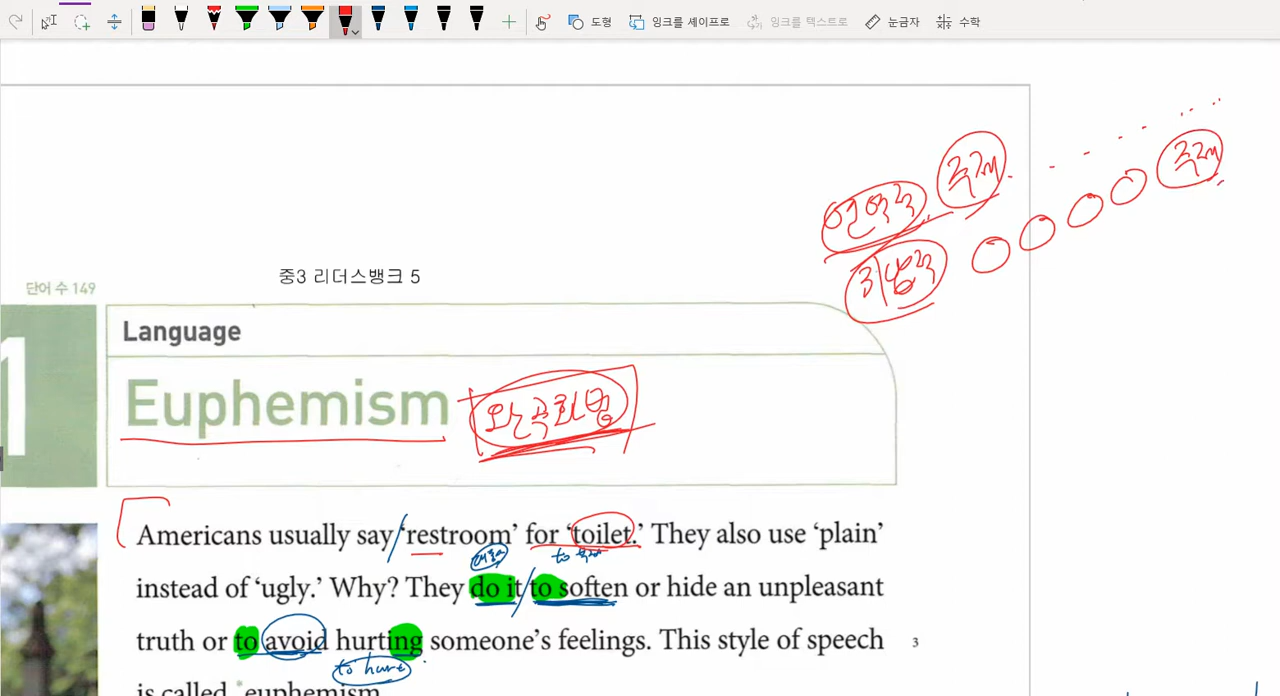 도형 잉크를 셰이프로 잉크를 텍스트로 눈금자 수학
연역적 주제
귀납적 주제
중3 리더스뱅크 5
단어 수 149
1
Language
Euphemism 완곡화법
Americans usually say/‘restroom’ for ‘toilet.’ They also use ‘plain’
instead of ‘ugly.’ Why? They do it/to soften or hide an unpleasant
truth or to avoid hurting someone’s feelings. This style of speech
3
is called *euphemism.